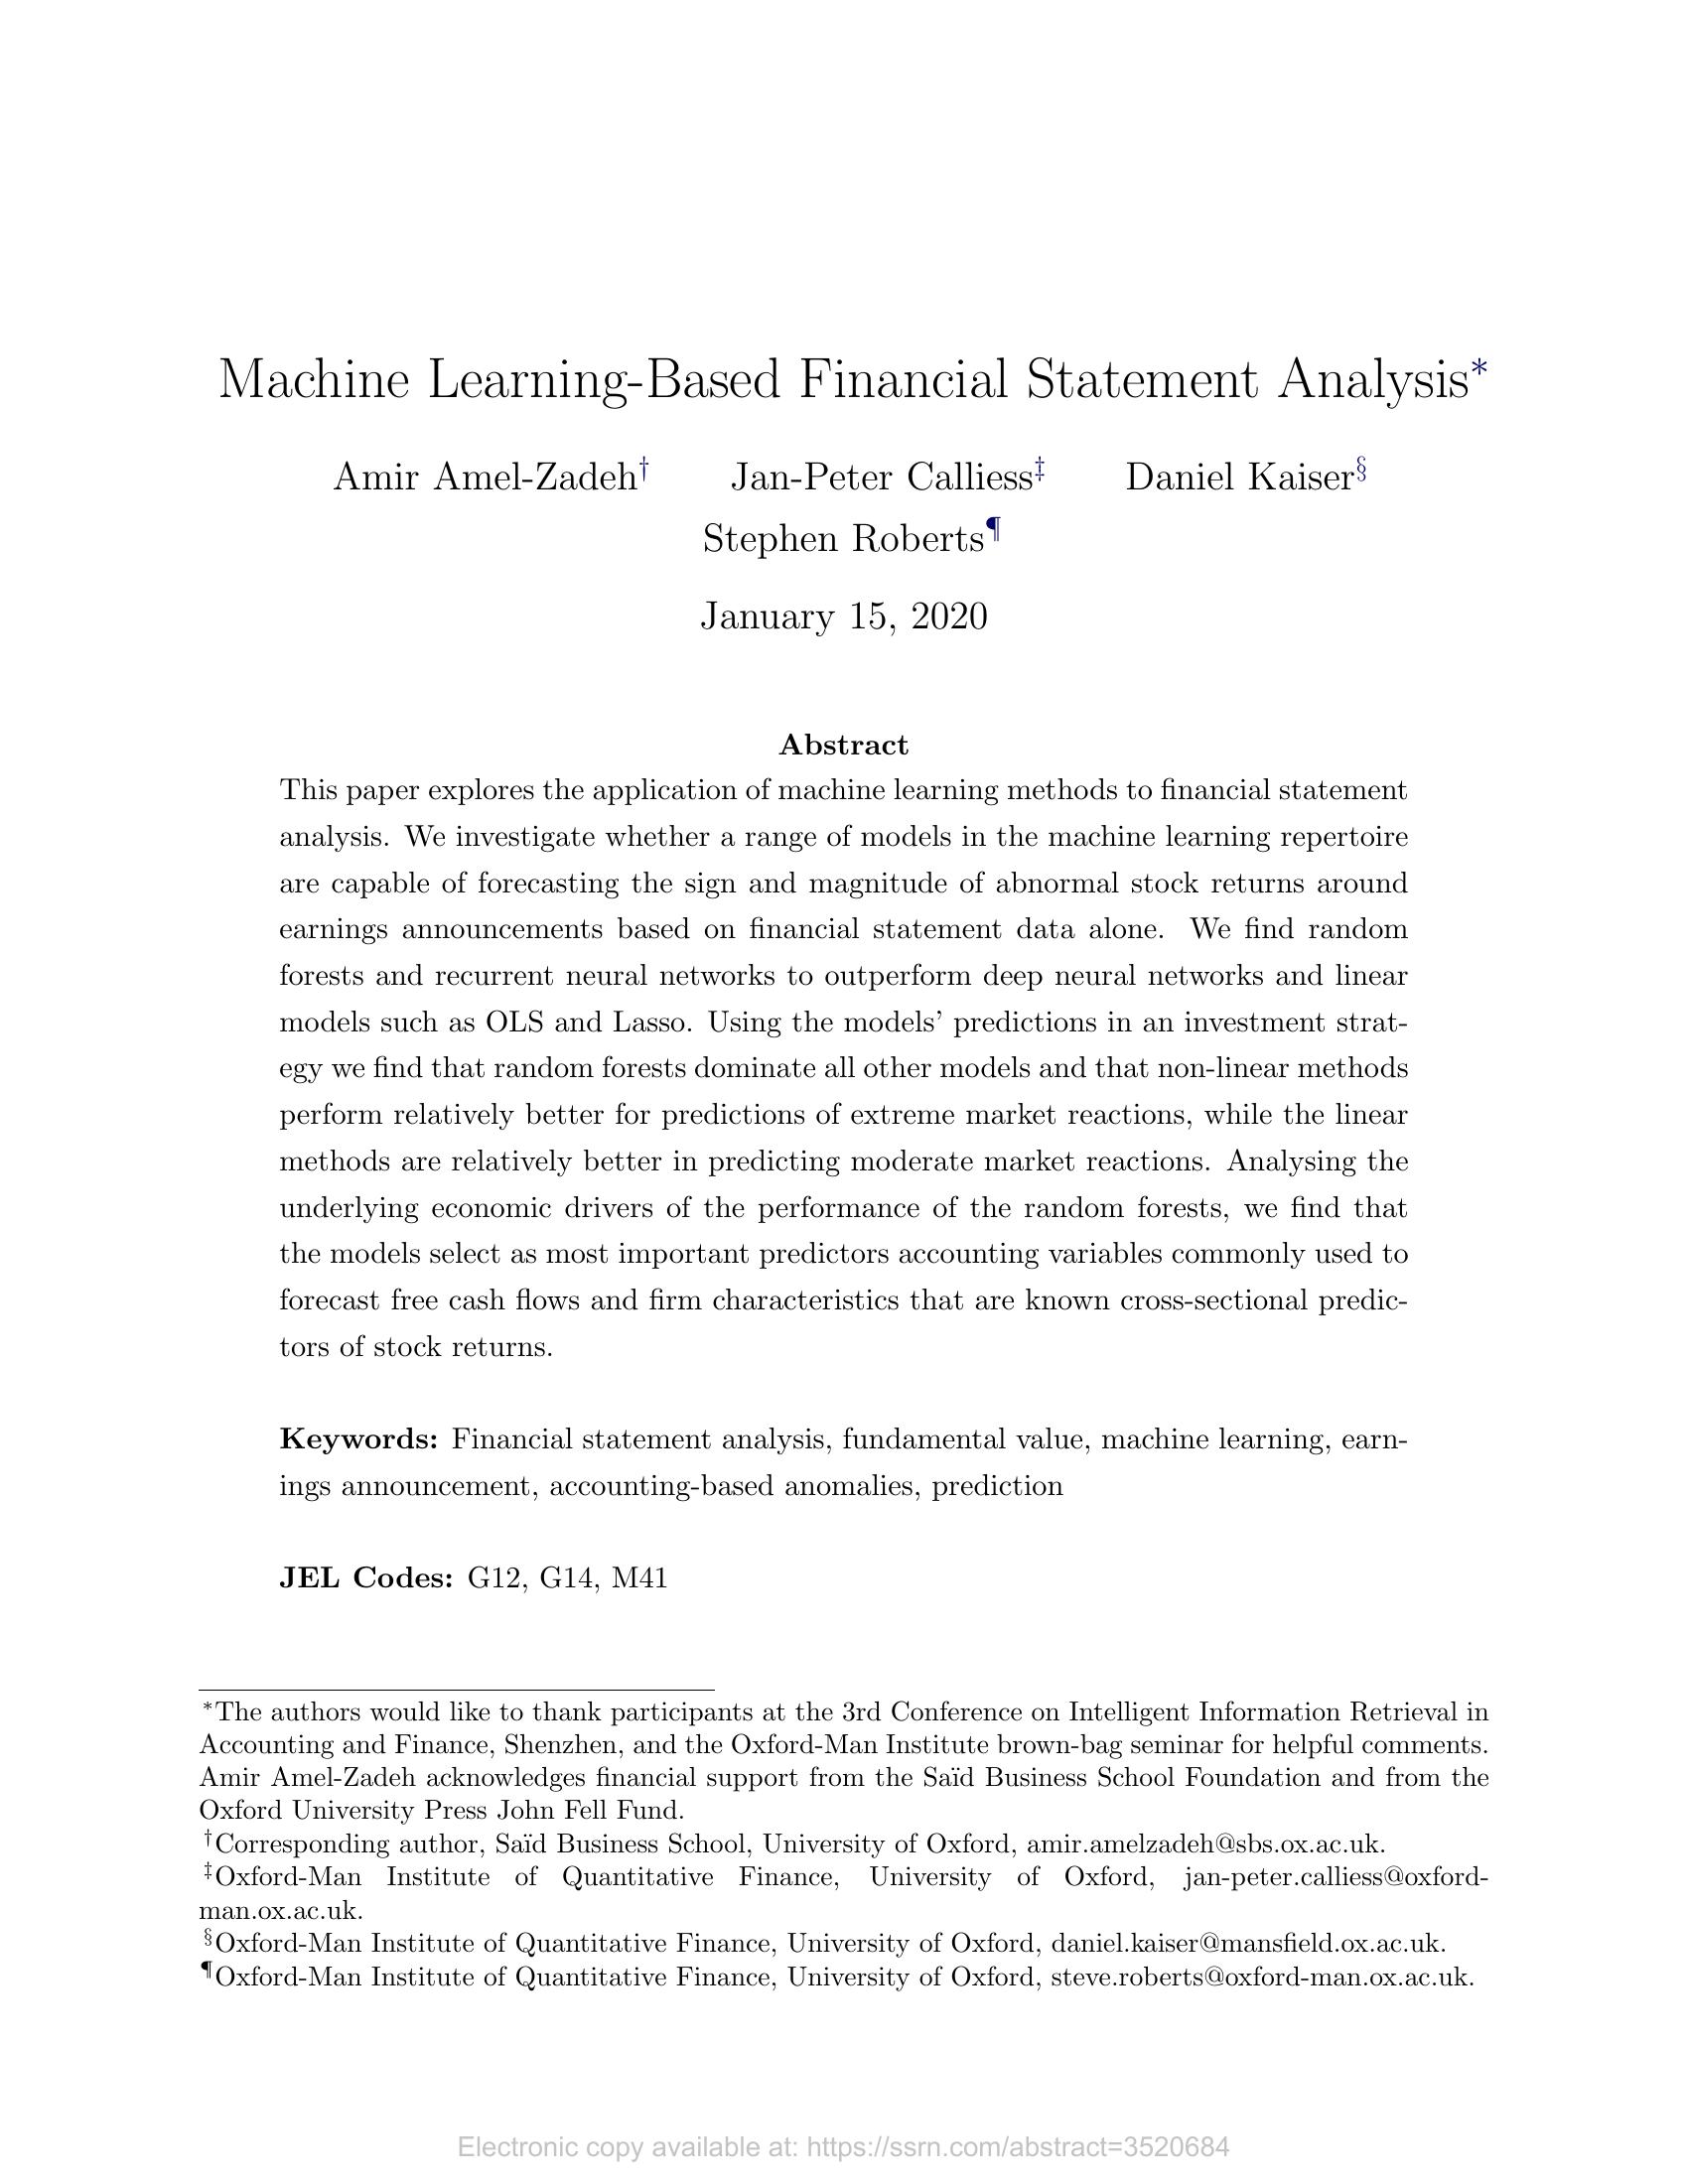 Machine Learning-Based Financial Statement Analysis*
Amir Amel-Zadeh† Jan-Peter Calliess‡ Daniel Kaiser§
Stephen Roberts¶
January 15, 2020
Abstract
This paper explores the application of machine learning methods to financial statement
analysis. We investigate whether a range of models in the machine learning repertoire
are capable of forecasting the sign and magnitude of abnormal stock returns around
earnings announcements based on financial statement data alone. We find random
forests and recurrent neural networks to outperform deep neural networks and linear
models such as OLS and Lasso. Using the models' predictions in an investment strat-
egy we find that random forests dominate all other models and that non-linear methods
perform relatively better for predictions of extreme market reactions, while the linear
methods are relatively better in predicting moderate market reactions. Analysing the
underlying economic drivers of the performance of the random forests, we find that
the models select as most important predictors accounting variables commonly used to
forecast free cash flows and firm characteristics that are known cross-sectional predic-
tors of stock returns.
Keywords: Financial statement analysis, fundamental value, machine learning, earn-
ings announcement, accounting-based anomalies, prediction
JEL Codes: G12, G14, M41
*The authors would like to thank participants at the 3rd Conference on Intelligent Information Retrieval in
Accounting and Finance, Shenzhen, and the Oxford-Man Institute brown-bag seminar for helpful comments.
Amir Amel-Zadeh acknowledges financial support from the Saïd Business School Foundation and from the
Oxford University Press John Fell Fund.
†Corresponding author, Saïd Business School, University of Oxford, amir.amelzadeh@sbs.ox.ac.uk.
‡Oxford-Man Institute of Quantitative Finance, University of Oxford, jan-peter.calliess@oxford-
man.ox.ac.uk.
§Oxford-Man Institute of Quantitative Finance, University of Oxford, daniel.kaiser@mansfield.ox.ac.uk.
¶Oxford-Man Institute of Quantitative Finance, University of Oxford, steve.roberts@oxford-man.ox.ac.uk.
Electronic copy available at: https://ssrn.com/abstract=3520684